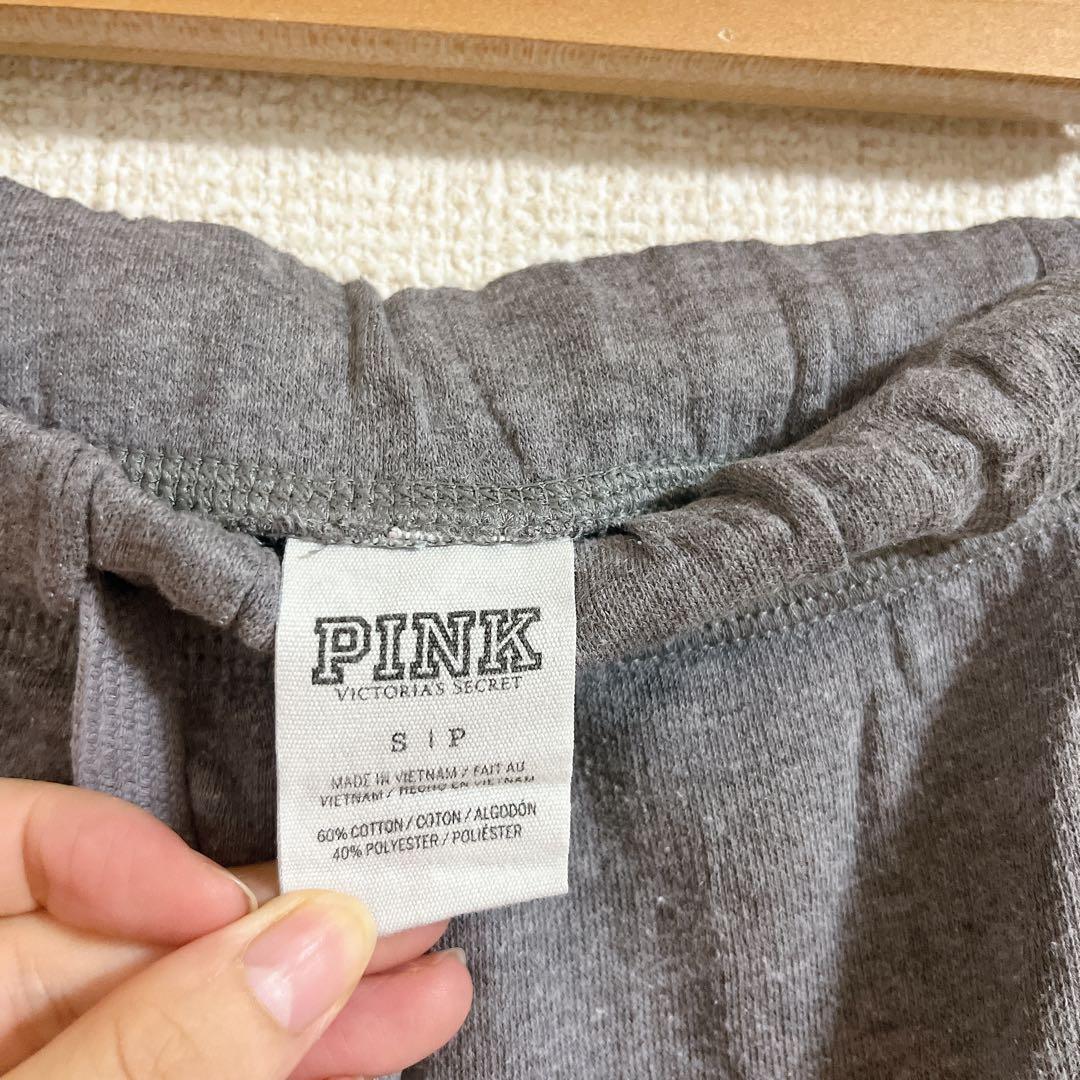 PINK
VICTORIA'S SECRET
S | P
MADE IN VIETNAM / FAIT AU
VIETNAM / HECHO EN VIETNAM
60% COTTON / COTON / ALGODÓN
40% POLYESTER / POLIÉSTER